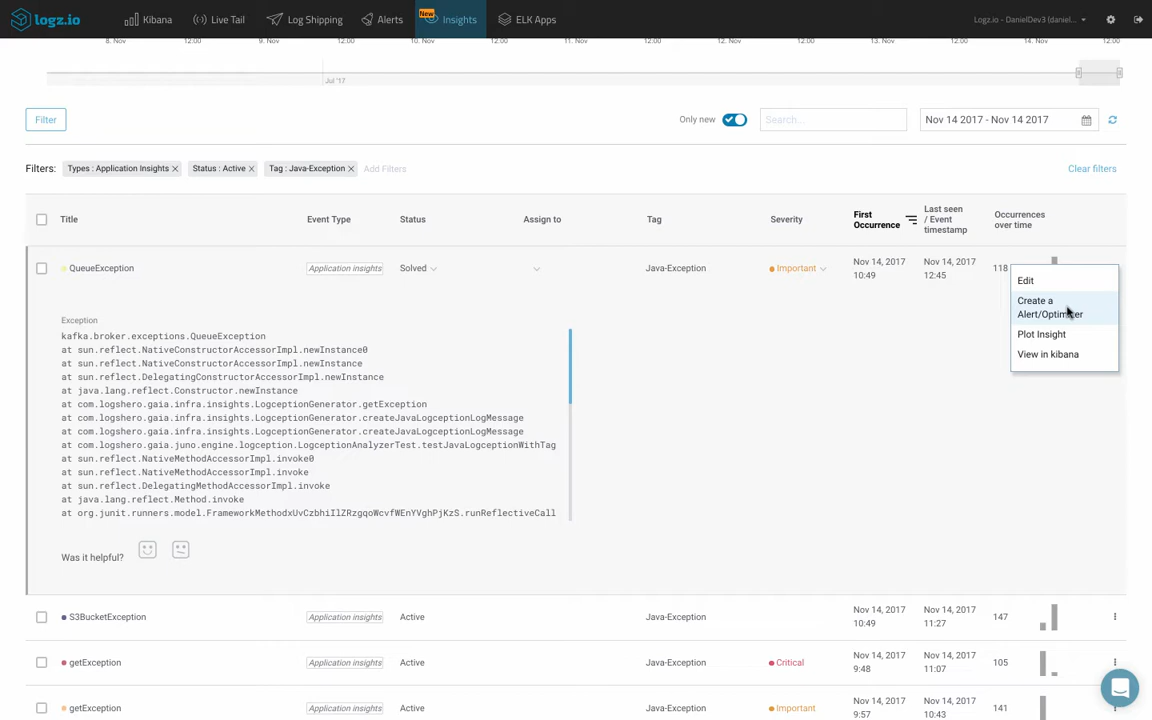 logz.io
Kibana
Live Tail
Log Shipping
Alerts
New
Insights
ELK Apps
Logz.io - DanielDev3 (daniel...
8. Nov 12:00 9. Nov 12:00 10. Nov 12:00 11. Nov 12:00 12. Nov 12:00 13. Nov 12:00 14. Nov 12:00
Jul '17
Filter
Only new
Search...
Nov 14 2017 - Nov 14 2017
Filters: Types : Application Insights Status : Active Tag : Java-Exception Add Filters
Clear filters
Title Event Type Status Assign to Tag Severity
First
Occurrence
Last seen
/ Event
timestamp
Occurrences
over time
QueueException Application insights Solved Java-Exception Important
Nov 14, 2017
10:49
Nov 14, 2017
12:45
118
Edit
Create a
Alert/Optimizer
Plot Insight
View in kibana
Exception
kafka.broker.exceptions.QueueException
at sun.reflect.NativeConstructorAccessorImpl.newInstance0
at sun.reflect.NativeConstructorAccessorImpl.newInstance
at sun.reflect.DelegatingConstructorAccessorImpl.newInstance
at java.lang.reflect.Constructor.newInstance
at com.logshero.gaia.infra.insights.LogceptionGenerator.getException
at com.logshero.gaia.infra.insights.LogceptionGenerator.createJavaLogceptionLogMessage
at com.logshero.gaia.infra.insights.LogceptionGenerator.createJavaLogceptionLogMessage
at com.logshero.gaia.juno.engine.logception.LogceptionAnalyzerTest.testJavaLogceptionWithTag
at sun.reflect.NativeMethodAccessorImpl.invoke0
at sun.reflect.NativeMethodAccessorImpl.invoke
at sun.reflect.DelegatingMethodAccessorImpl.invoke
at java.lang.reflect.Method.invoke
at org.junit.runners.model.FrameworkMethodxUvCzbhiIlZRzgqoWcvfWEnYVghPjKzS.runReflectiveCall
Was it helpful?
S3BucketException Application insights Active Java-Exception
Nov 14, 2017
10:49
Nov 14, 2017
11:27
147
getException Application insights Active Java-Exception Critical
Nov 14, 2017
9:48
Nov 14, 2017
11:07
105
getException Application insights Active Java-Exception Important
Nov 14, 2017
9:57
Nov 14, 2017
10:43
141